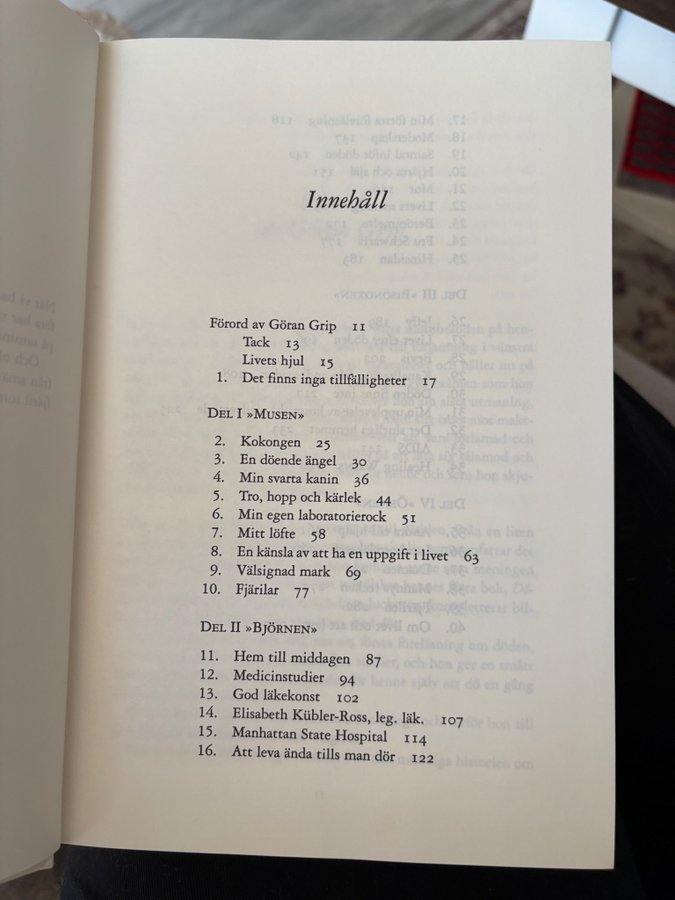 Innehåll
Förord av Göran Grip 11
Tack 13
Livets hjul 15
1. Det finns inga tillfälligheter 17
DEL I »MUSEN»
2. Kokongen 25
3. En döende ängel 30
4. Min svarta kanin 36
5. Tro, hopp och kärlek 44
6. Min egen laboratorierock 51
7. Mitt löfte 58
8. En känsla av att ha en uppgift i livet 63
9. Välsignad mark 69
10. Fjärilar 77
DEL II »BJÖRNEN»
11. Hem till middagen 87
12. Medicinstudier 94
13. God läkekonst 102
14. Elisabeth Kübler-Ross, leg. läk. 107
15. Manhattan State Hospital 114
16. Att leva ända tills man dör 122